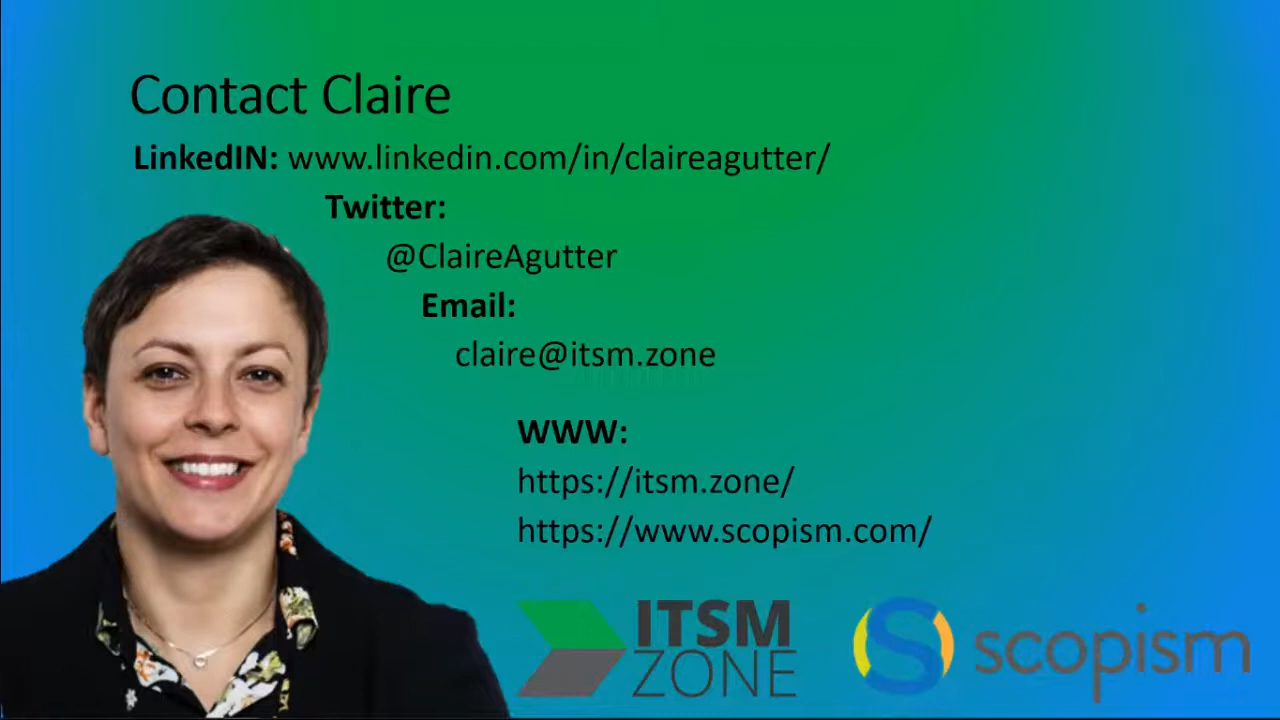 Contact Claire
LinkedIN: www.linkedin.com/in/claireagutter/
Twitter:
@ClaireAgutter
Email:
claire@itsm.zone
WWW:
https://itsm.zone/
https://www.scopism.com/
ITSM
ZONE
scopism